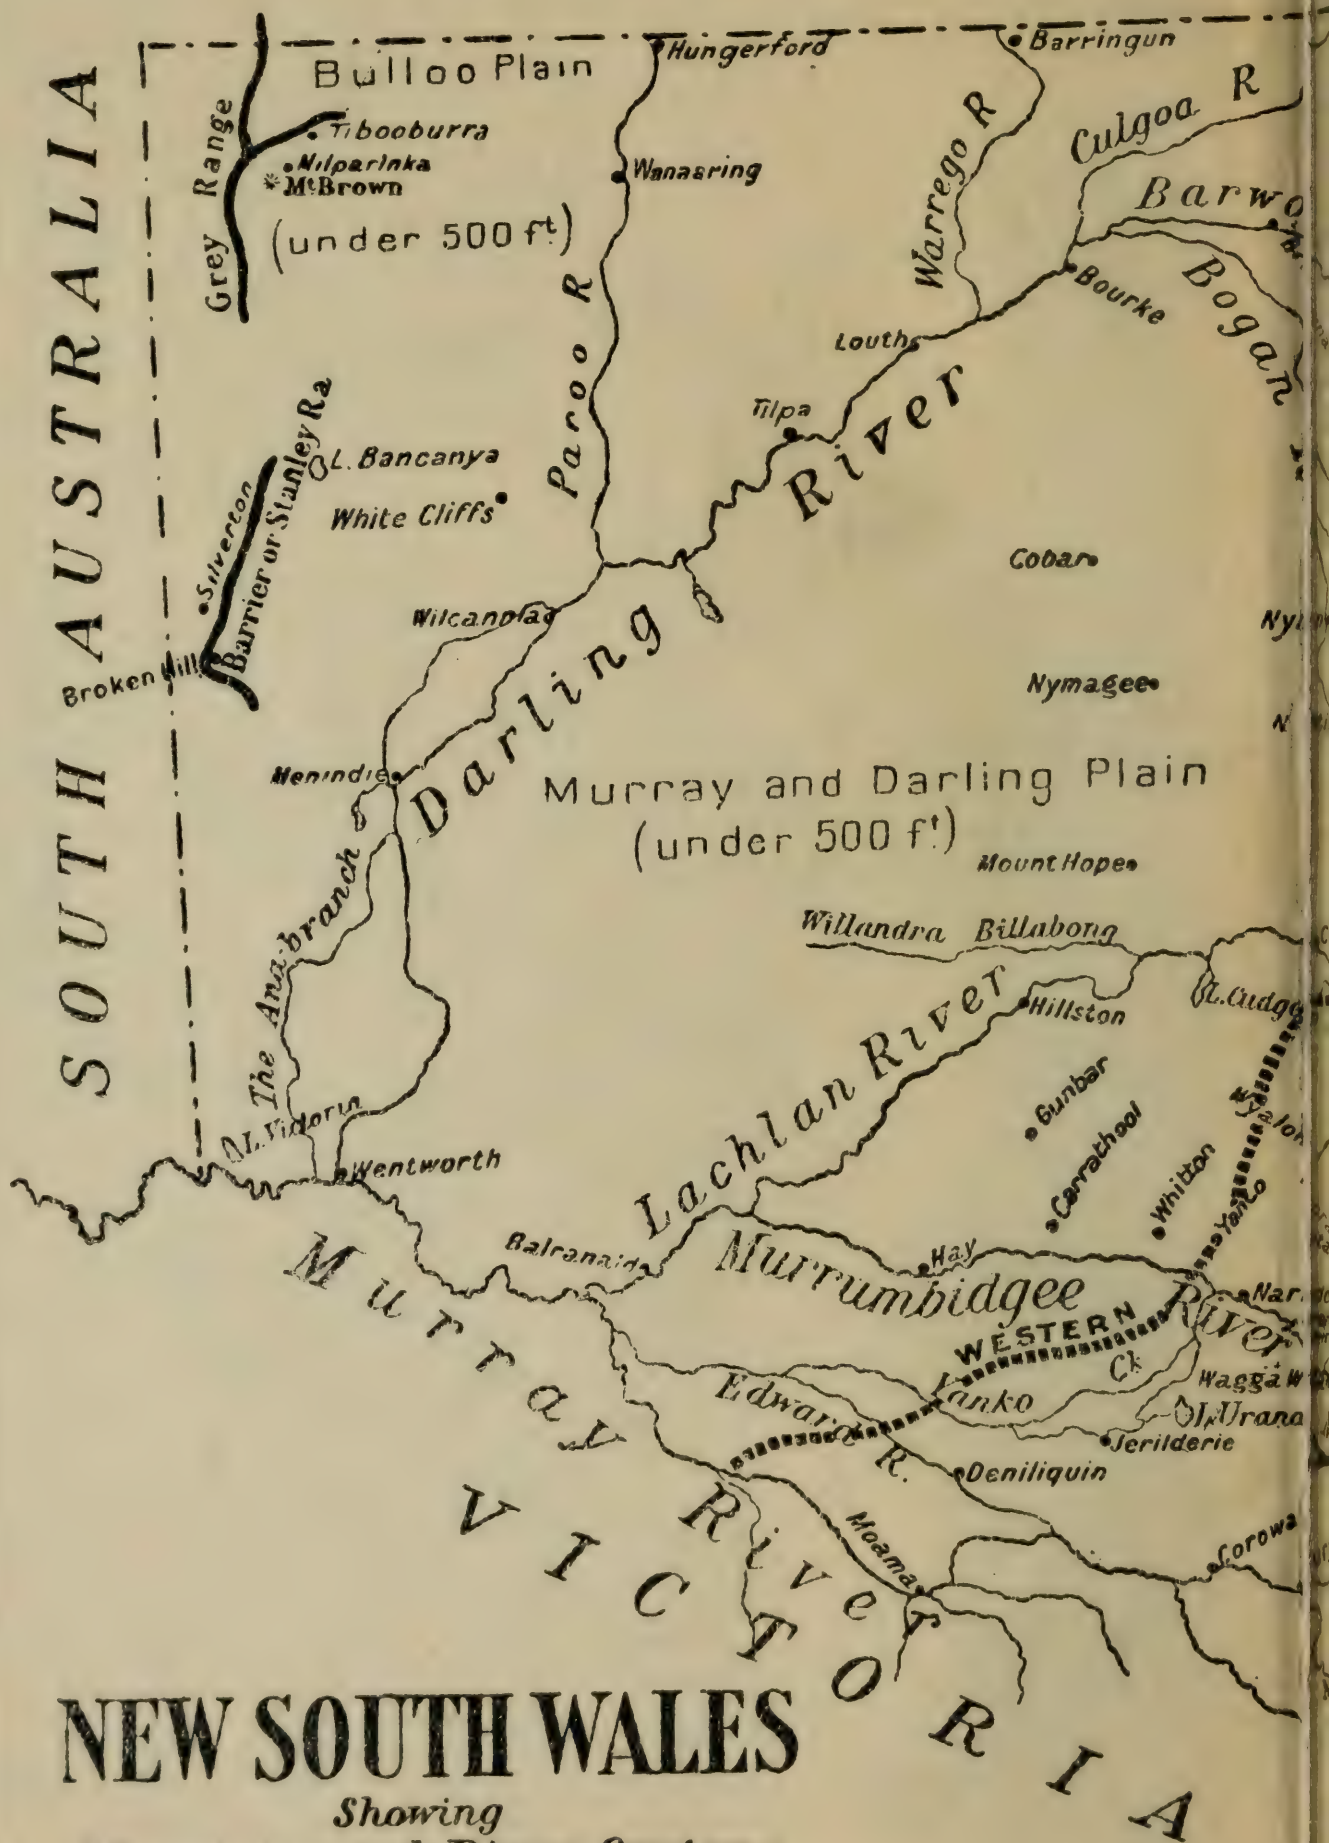 SOUTH AUSTRALIA
Bulloo Plain
Hungerford
Barringun
Grey Range
Tibooburra
Milparinka
Mt Brown
(under 500 ft)
Wanaaring
Paroo R
Warrego R
Culgoa R
Barwo
Bogan
Bourke
Louth
Tilpa
Darling River
L. Bancanya
White Cliffs
Silverton
Barrier or Stanley Ra
Broken Hill
Wilcannia
Cobar
Nymagee
Menindie
Murray and Darling Plain
(under 500 ft)
Mount Hope
The Ana-branch
Willandra Billabong
Lachlan River
Hillston
L. Cudge
Gunbar
Carrathool
Whitton
Yanco
L. Victoria
Wentworth
Balranald
Hay
Murrumbidgee River
Nar
WESTERN
Yanko Ck
Wagga W
L. Urana
Jerilderie
Edward R.
Deniliquin
Murray River
Moama
Corowa
VICTORIA
NEW SOUTH WALES
Showing